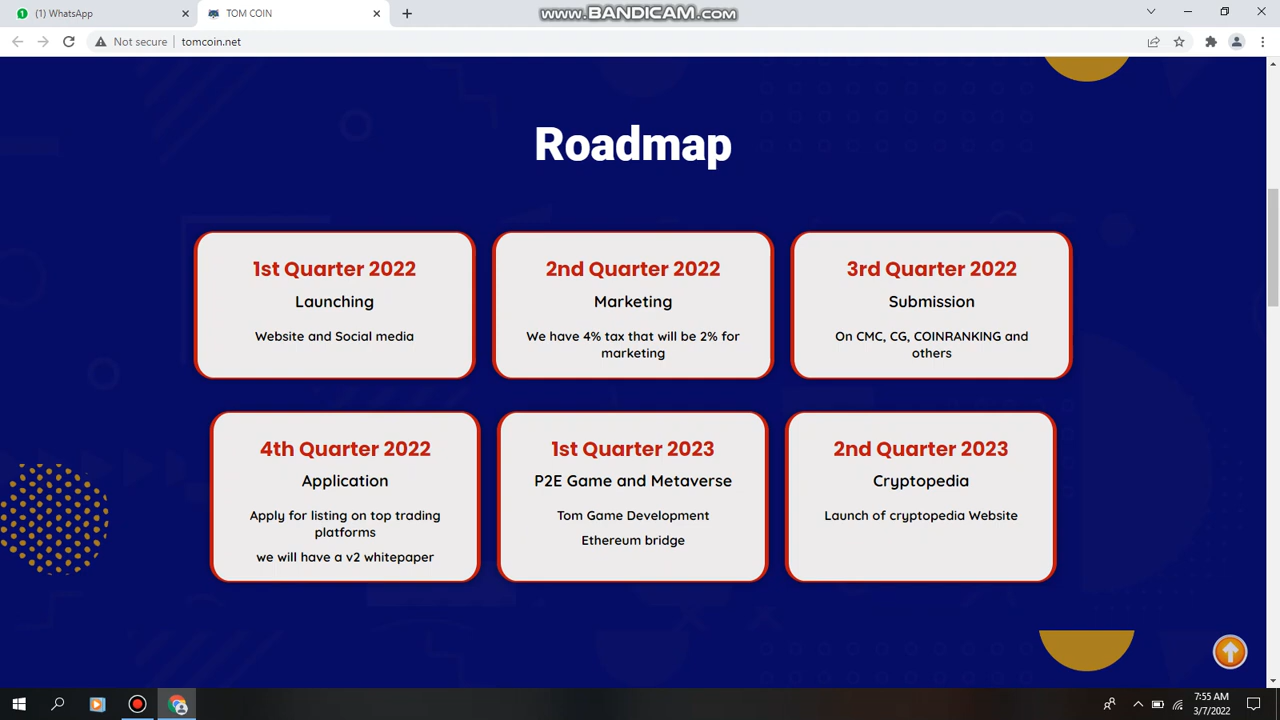 (1) WhatsApp
TOM COIN
www.BANDICAM.com
Not secure
tomcoin.net
Roadmap
1st Quarter 2022
Launching
Website and Social media
2nd Quarter 2022
Marketing
We have 4% tax that will be 2% for
marketing
3rd Quarter 2022
Submission
On CMC, CG, COINRANKING and
others
4th Quarter 2022
Application
Apply for listing on top trading
platforms
we will have a v2 whitepaper
1st Quarter 2023
P2E Game and Metaverse
Tom Game Development
Ethereum bridge
2nd Quarter 2023
Cryptopedia
Launch of cryptopedia Website
7:55 AM
3/7/2022